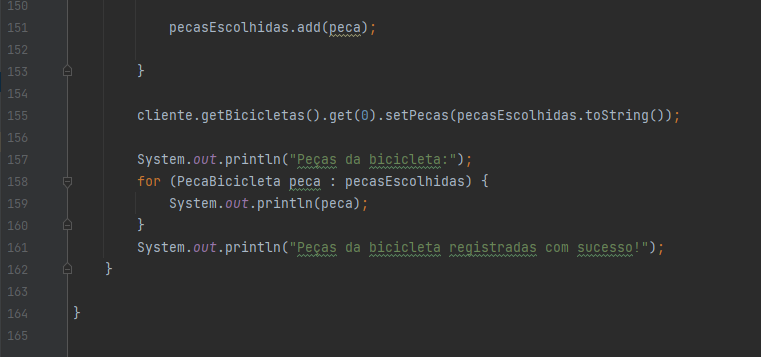 150
151 pecasEscolhidas.add(peca);
152
153 }
154
155 cliente.getBicicletas().get(0).setPecas(pecasEscolhidas.toString());
156
157 System.out.println("Peças da bicicleta:");
158 for (PecaBicicleta peca : pecasEscolhidas) {
159 System.out.println(peca);
160 }
161 System.out.println("Peças da bicicleta registradas com sucesso!");
162 }
163
164 }
165